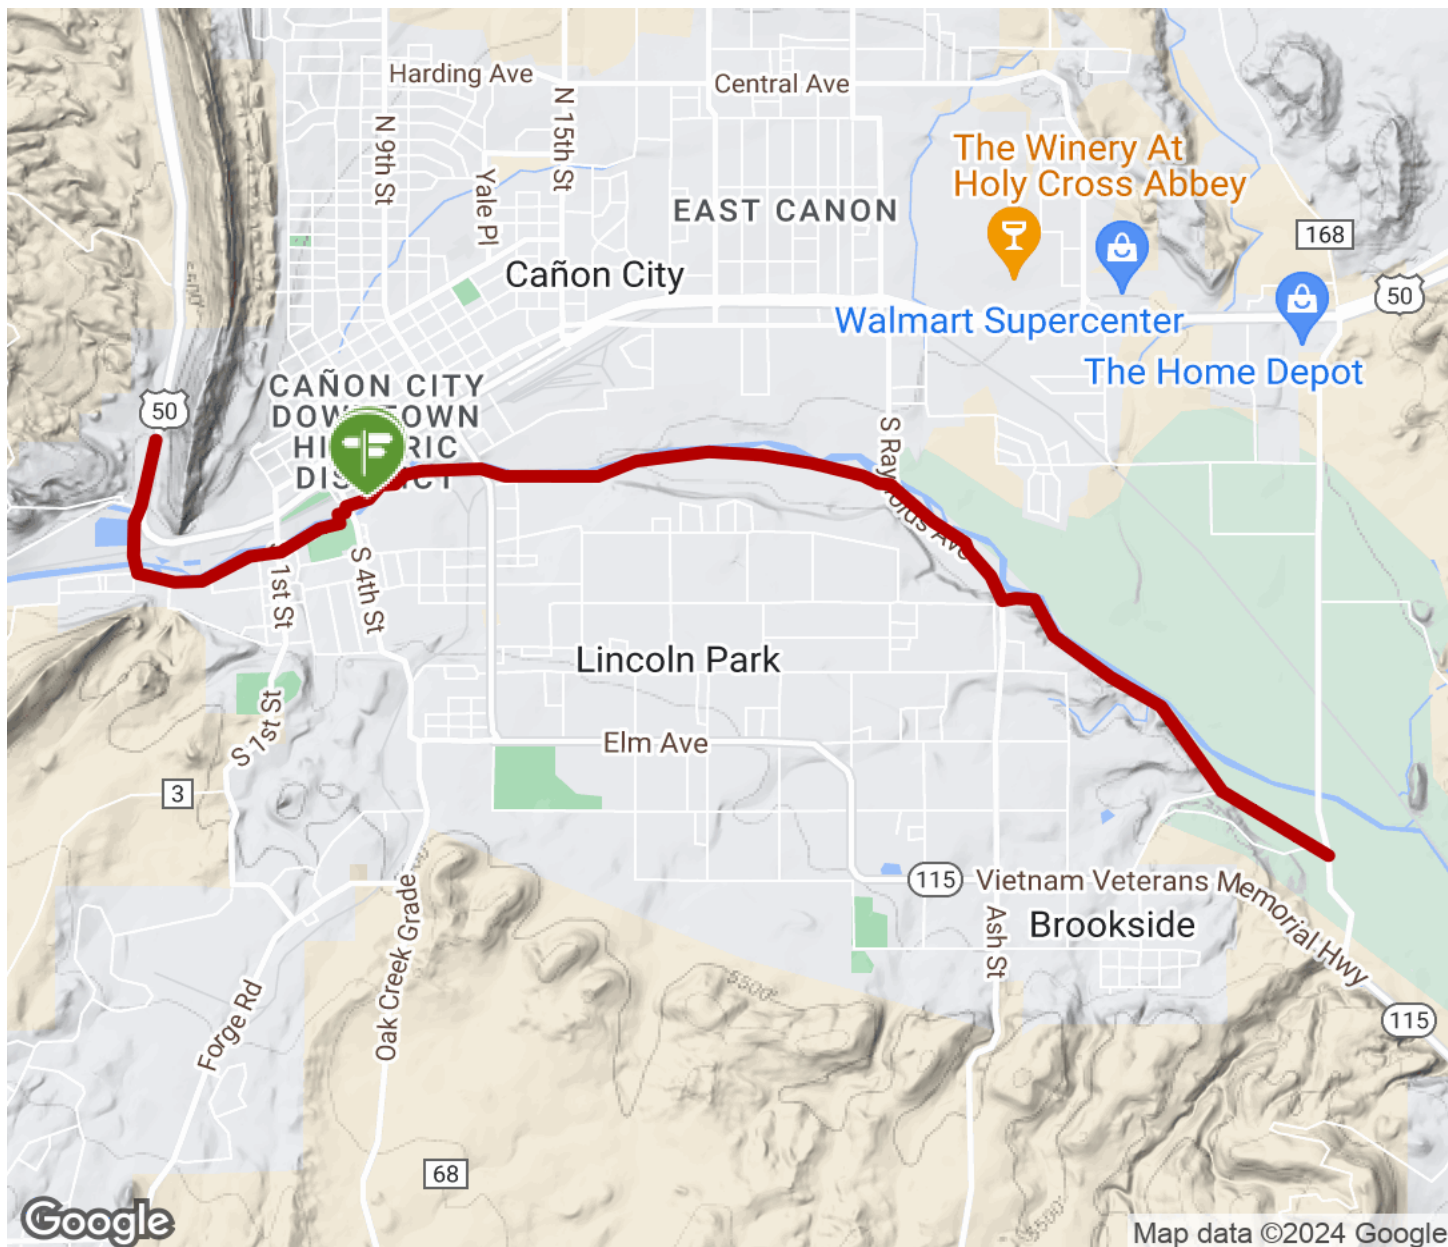 Harding Ave
Central Ave
N 15th St
N 9th St
The Winery At
Holy Cross Abbey
Yale Pl
EAST CANON
168
5500'
Cañon City
50
Walmart Supercenter
The Home Depot
CAÑON CITY
50
S Raynolds Ave
1st St
S 4th St
Lincoln Park
S 1st St
Elm Ave
3
115
Vietnam Veterans Memorial Hwy
Oak Creek Grade
Ash St
Brookside
5500'
Forge Rd
115
68
5500'
Google
Map data ©2024 Google